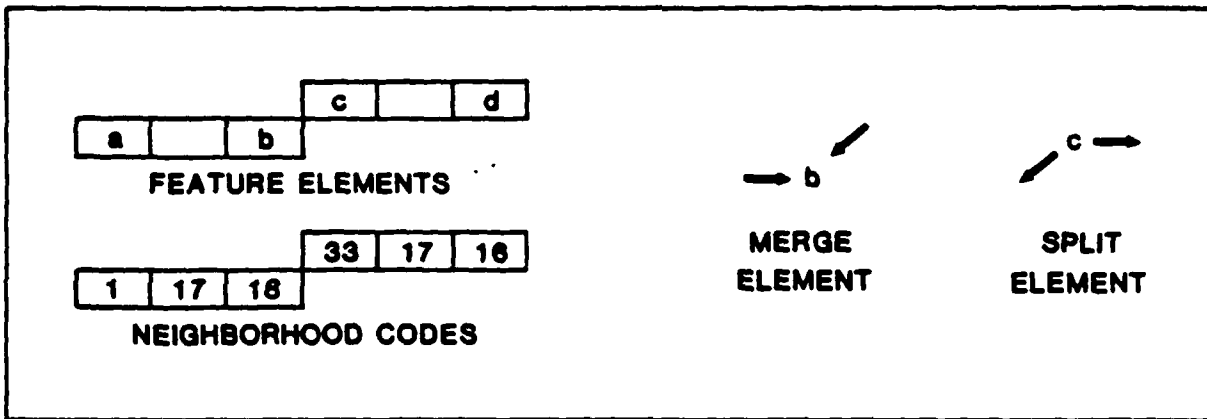 c d
a b
FEATURE ELEMENTS
33 17 16
1 17 18
NEIGHBORHOOD CODES
b
MERGE
ELEMENT
c
SPLIT
ELEMENT